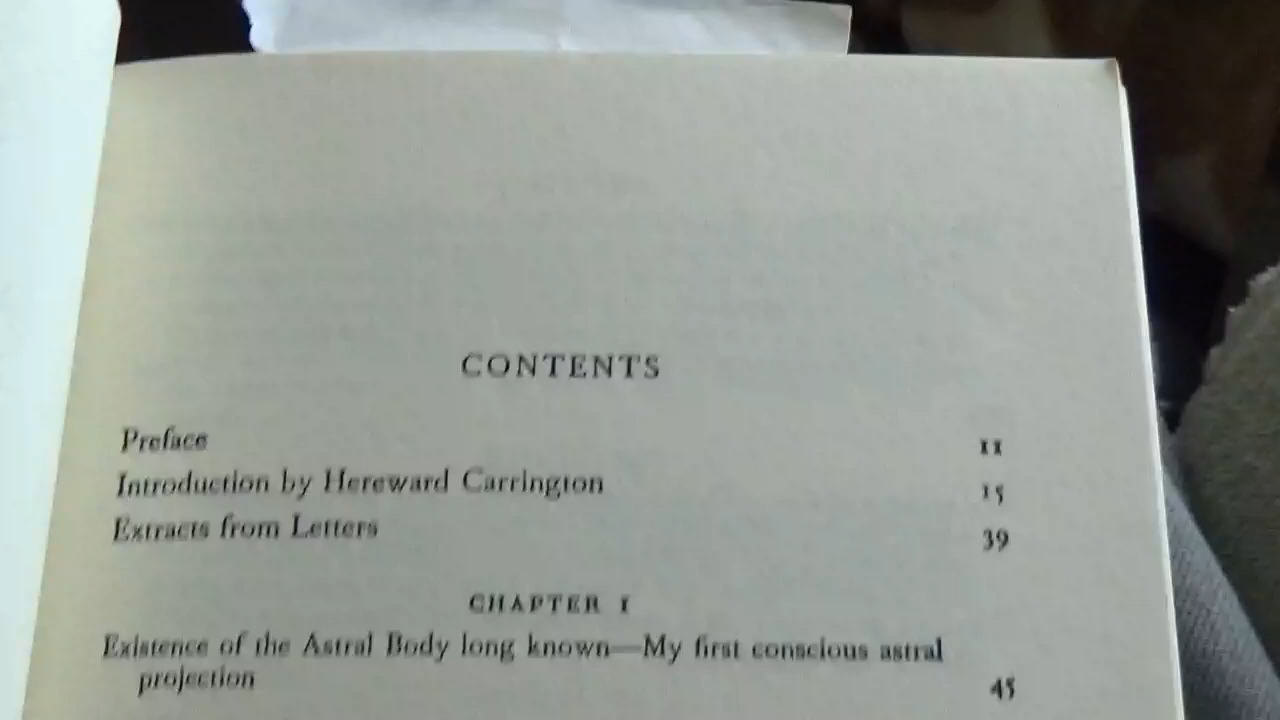 CONTENTS
Preface 11
Introduction by Hereward Carrington 15
Extracts from Letters 39
CHAPTER I
Existence of the Astral Body long known—My first conscious astral
projection 45